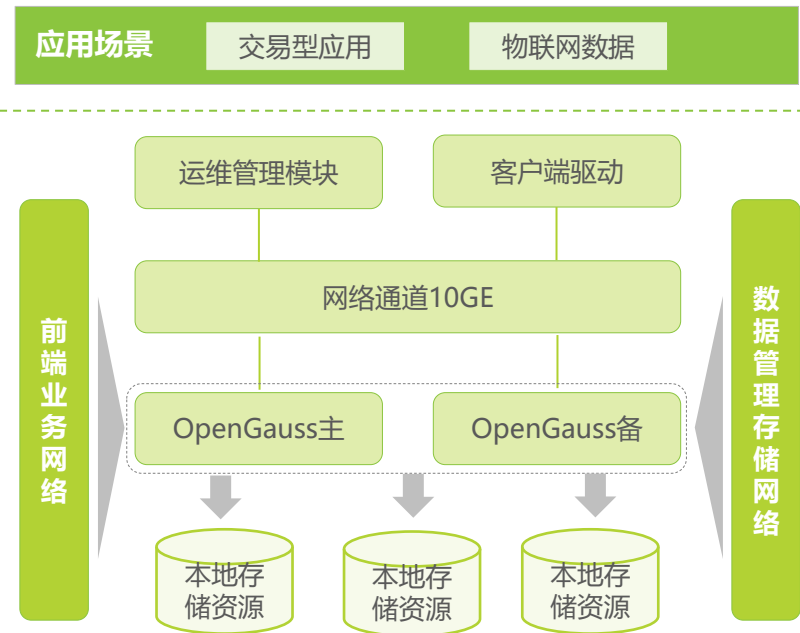 应用场景
交易型应用
物联网数据
运维管理模块
客户端驱动
网络通道10GE
前端业务网络
数据管理存储网络
OpenGauss主
OpenGauss备
本地存
储资源
本地存
储资源
本地存
储资源